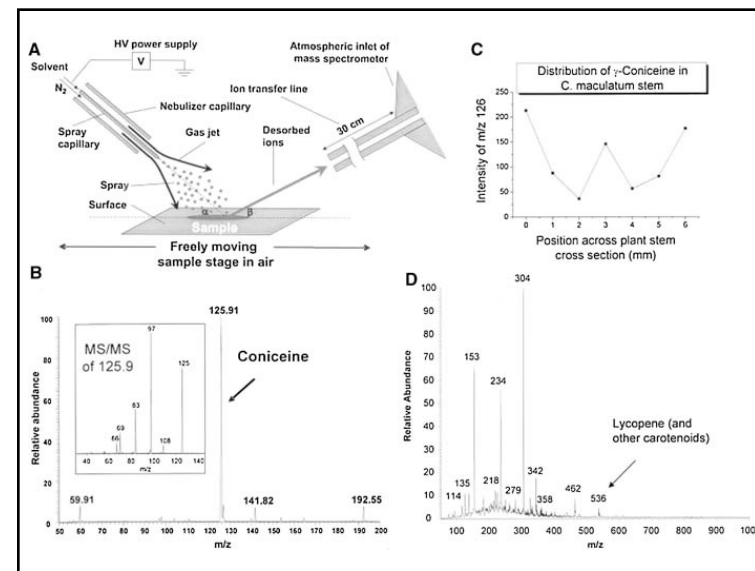 A
HV power supply
V
Solvent
N2
Nebulizer capillary
Spray
capillary
Gas jet
Spray
Surface
α
β
Sample
Freely moving
sample stage in air
Desorbed
ions
Ion transfer line
30 cm
Atmospheric inlet of
mass spectrometer
C
Distribution of γ-Coniceine in
C. maculatum stem
Intensity of m/z 126
250
200
150
100
50
0
0 1 2 3 4 5 6
Position across plant stem
cross section (mm)
B
Relative abundance
100
80
60
40
20
0
125.91
Coniceine
59.91
141.82
192.55
50 60 70 80 90 100 110 120 130 140 150 160 170 180 190 200
m/z
MS/MS
of 125.9
97
125
83
69
66
108
40 60 80 100 120 140
m/z
D
Relative Abundance
100
90
80
70
60
50
40
30
20
10
0
304
153
234
342
135
114
218
279
358
462
536
Lycopene (and
other carotenoids)
100 200 300 400 500 600 700 800 900 100
m/z